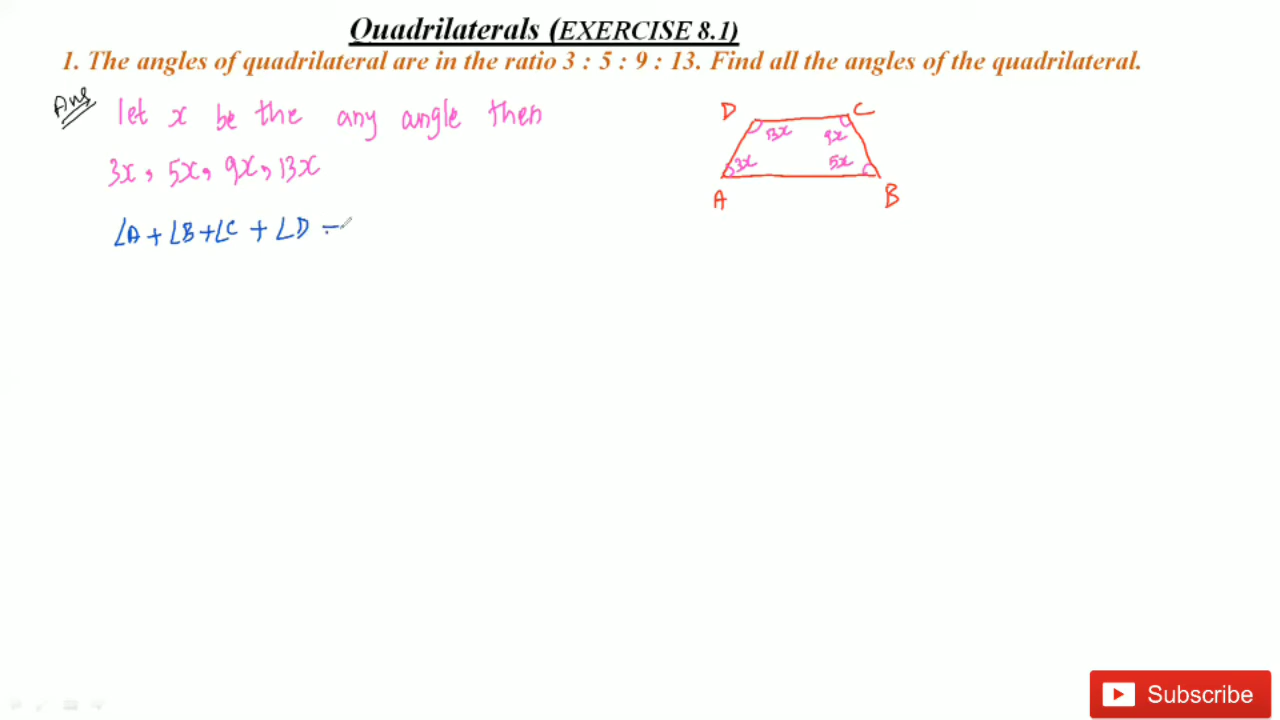 Quadrilaterals (EXERCISE 8.1)
1. The angles of quadrilateral are in the ratio 3 : 5 : 9 : 13. Find all the angles of the quadrilateral.
Ans
let x be the any angle then
3x, 5x, 9x, 13x
∠A + ∠B + ∠C + ∠D =
D C
13x 9x
3x 5x
A B
Subscribe